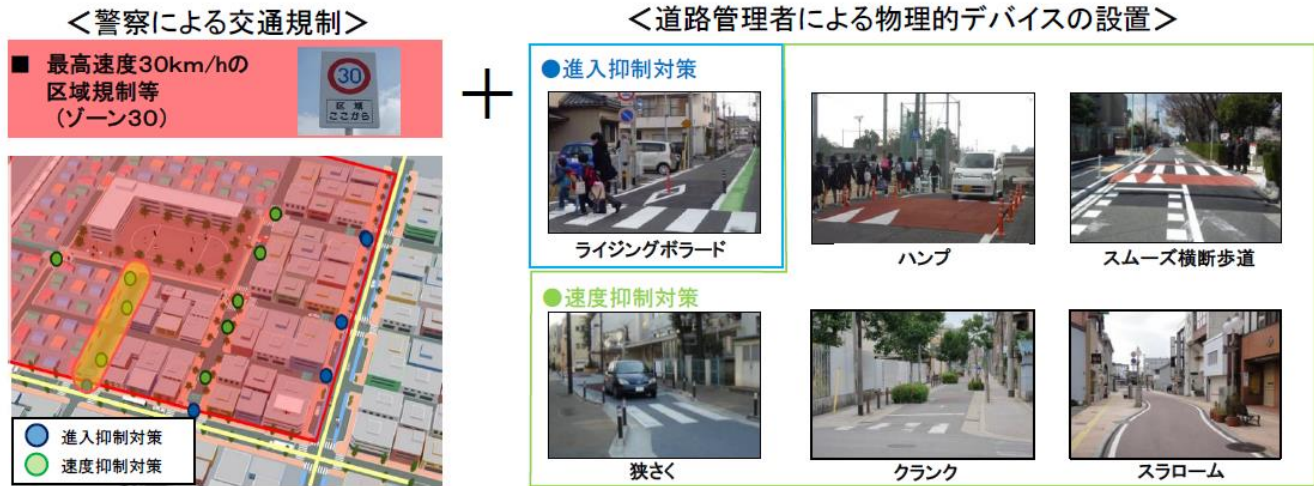 ＜警察による交通規制＞
■ 最高速度30km/hの
区域規制等
（ゾーン30）
30
区域
ここから
進入抑制対策
速度抑制対策
＋
＜道路管理者による物理的デバイスの設置＞
●進入抑制対策
ライジングボラード
ハンプ
スムーズ横断歩道
●速度抑制対策
狭さく
クランク
スラローム